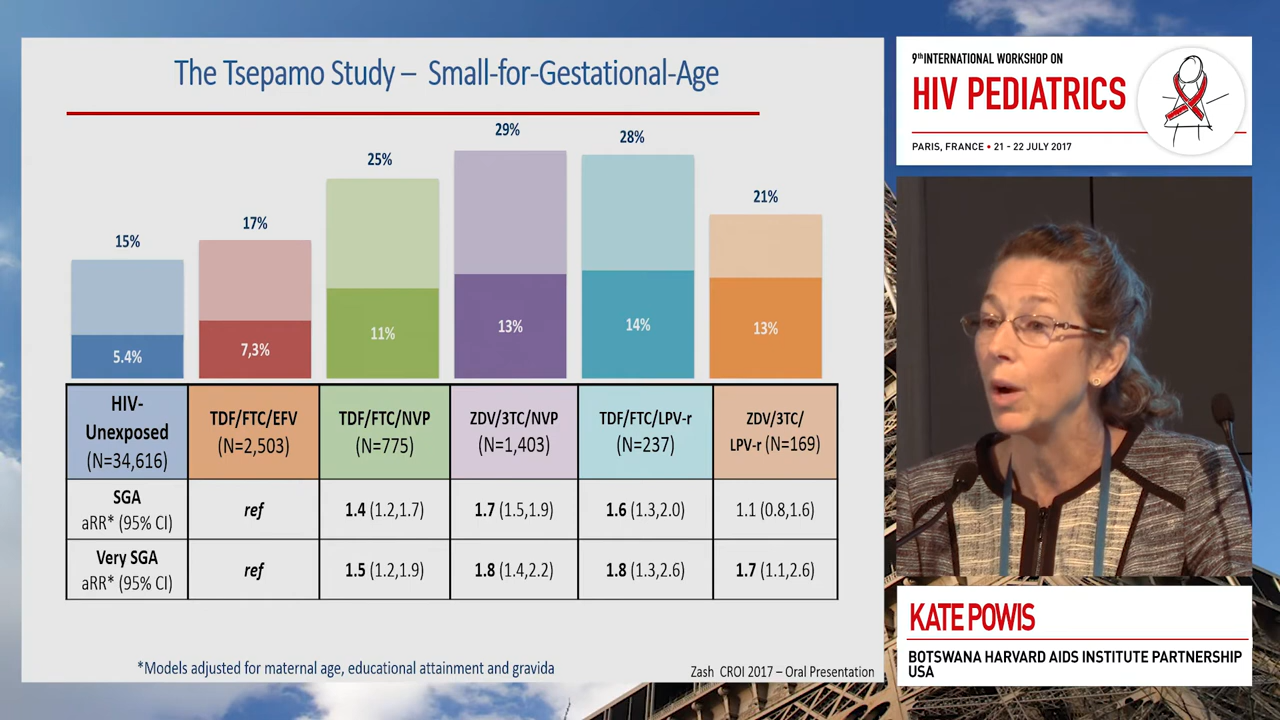 The Tsepamo Study – Small-for-Gestational-Age
15%
17%
25%
29%
28%
21%
5.4%
7,3%
11%
13%
14%
13%
HIV-
Unexposed
(N=34,616)
TDF/FTC/EFV
(N=2,503)
TDF/FTC/NVP
(N=775)
ZDV/3TC/NVP
(N=1,403)
TDF/FTC/LPV-r
(N=237)
ZDV/3TC/
LPV-r (N=169)
SGA
aRR* (95% CI)
ref
1.4 (1.2,1.7)
1.7 (1.5,1.9)
1.6 (1.3,2.0)
1.1 (0.8,1.6)
Very SGA
aRR* (95% CI)
ref
1.5 (1.2,1.9)
1.8 (1.4,2.2)
1.8 (1.3,2.6)
1.7 (1.1,2.6)
*Models adjusted for maternal age, educational attainment and gravida
Zash CROI 2017 – Oral Presentation
9th INTERNATIONAL WORKSHOP ON
HIV PEDIATRICS
PARIS, FRANCE • 21 - 22 JULY 2017
KATE POWIS
BOTSWANA HARVARD AIDS INSTITUTE PARTNERSHIP
USA